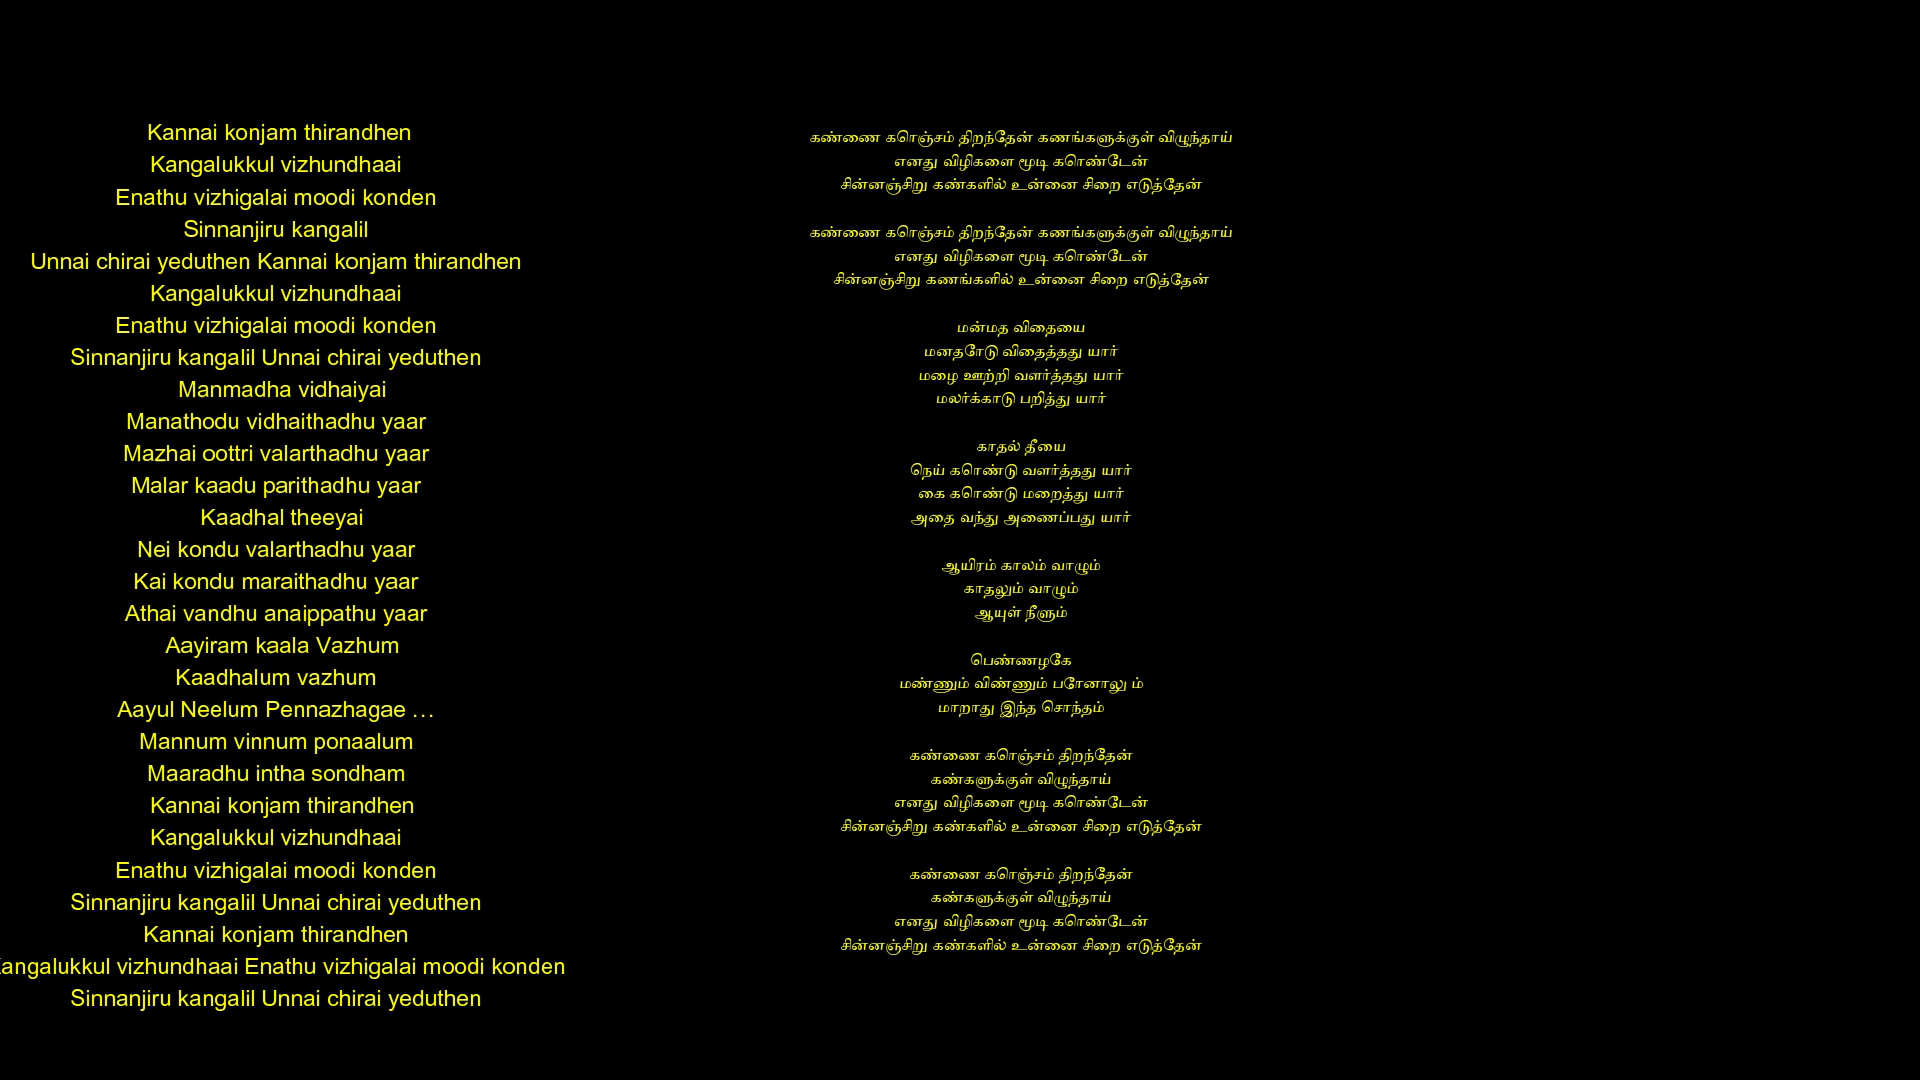 Kannai konjam thirandhen
Kangalukkul vizhundhaai
Enathu vizhigalai moodi konden
Sinnanjiru kangalil
Unnai chirai yeduthen Kannai konjam thirandhen
Kangalukkul vizhundhaai
Enathu vizhigalai moodi konden
Sinnanjiru kangalil Unnai chirai yeduthen
Manmadha vidhaiyai
Manathodu vidhaithadhu yaar
Mazhai oottri valarthadhu yaar
Malar kaadu parithadhu yaar
Kaadhal theeyai
Nei kondu valarthadhu yaar
Kai kondu maraithadhu yaar
Athai vandhu anaippathu yaar
Aayiram kaala Vazhum
Kaadhalum vazhum
Aayul Neelum Pennazhagae …
Mannum vinnum ponaalum
Maaradhu intha sondham
Kannai konjam thirandhen
Kangalukkul vizhundhaai
Enathu vizhigalai moodi konden
Sinnanjiru kangalil Unnai chirai yeduthen
Kannai konjam thirandhen
Kangalukkul vizhundhaai Enathu vizhigalai moodi konden
Sinnanjiru kangalil Unnai chirai yeduthen
கண்ணை கொஞ்சம் திறந்தேன் கணங்களுக்குள் விழுந்தாய்
எனது விழிகளை மூடி கொண்டேன்
சின்னஞ்சிறு கண்களில் உன்னை சிறை எடுத்தேன்
கண்ணை கொஞ்சம் திறந்தேன் கணங்களுக்குள் விழுந்தாய்
எனது விழிகளை மூடி கொண்டேன்
சின்னஞ்சிறு கணங்களில் உன்னை சிறை எடுத்தேன்
மன்மத விதையை
மனதோடு விதைத்தது யார்
மழை ஊற்றி வளர்த்தது யார்
மலர்க்காடு பறித்து யார்
காதல் தீயை
நெய் கொண்டு வளர்த்தது யார்
கை கொண்டு மறைத்து யார்
அதை வந்து அணைப்பது யார்
ஆயிரம் காலம் வாழும்
காதலும் வாழும்
ஆயுள் நீளும்
பெண்ணழகே
மண்ணும் விண்ணும் போனாலு ம்
மாறாது இந்த சொந்தம்
கண்ணை கொஞ்சம் திறந்தேன்
கண்களுக்குள் விழுந்தாய்
எனது விழிகளை மூடி கொண்டேன்
சின்னஞ்சிறு கண்களில் உன்னை சிறை எடுத்தேன்
கண்ணை கொஞ்சம் திறந்தேன்
கண்களுக்குள் விழுந்தாய்
எனது விழிகளை மூடி கொண்டேன்
சின்னஞ்சிறு கண்களில் உன்னை சிறை எடுத்தேன்